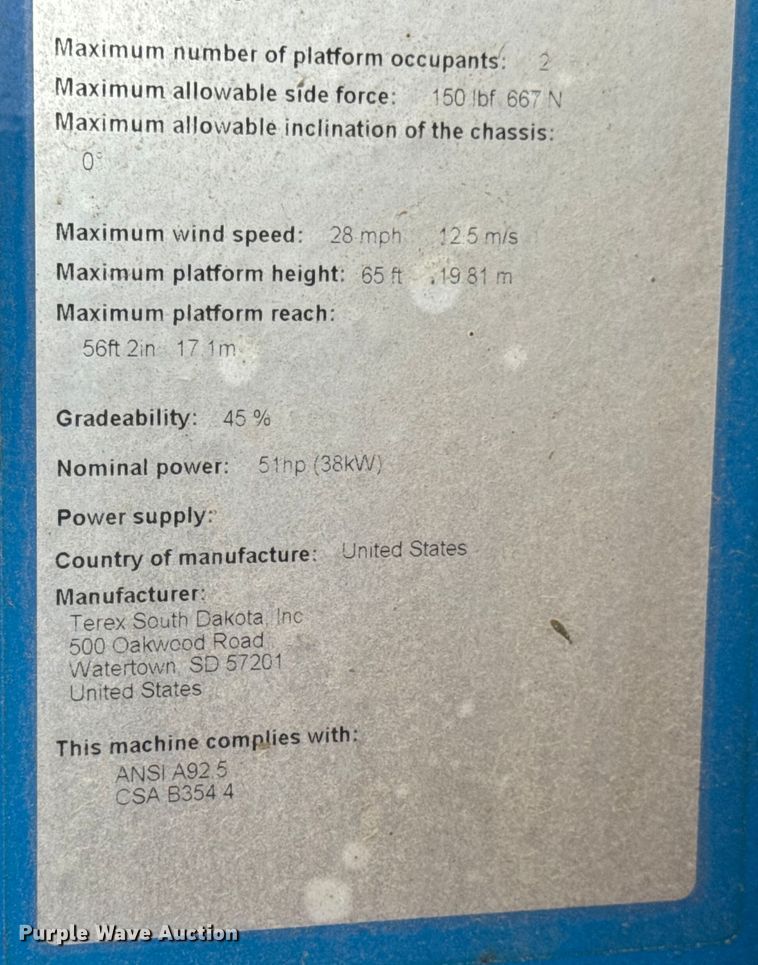 Maximum number of platform occupants: 2
Maximum allowable side force: 150 lbf 667 N
Maximum allowable inclination of the chassis:
0°
Maximum wind speed: 28 mph 12.5 m/s
Maximum platform height: 65 ft 19.81 m
Maximum platform reach:
56ft 2in 17.1m
Gradeability: 45 %
Nominal power: 51hp (38kW)
Power supply:
Country of manufacture: United States
Manufacturer:
Terex South Dakota, Inc
500 Oakwood Road
Watertown, SD 57201
United States
This machine complies with:
ANSI A92.5
CSA B354.4
Purple Wave Auction